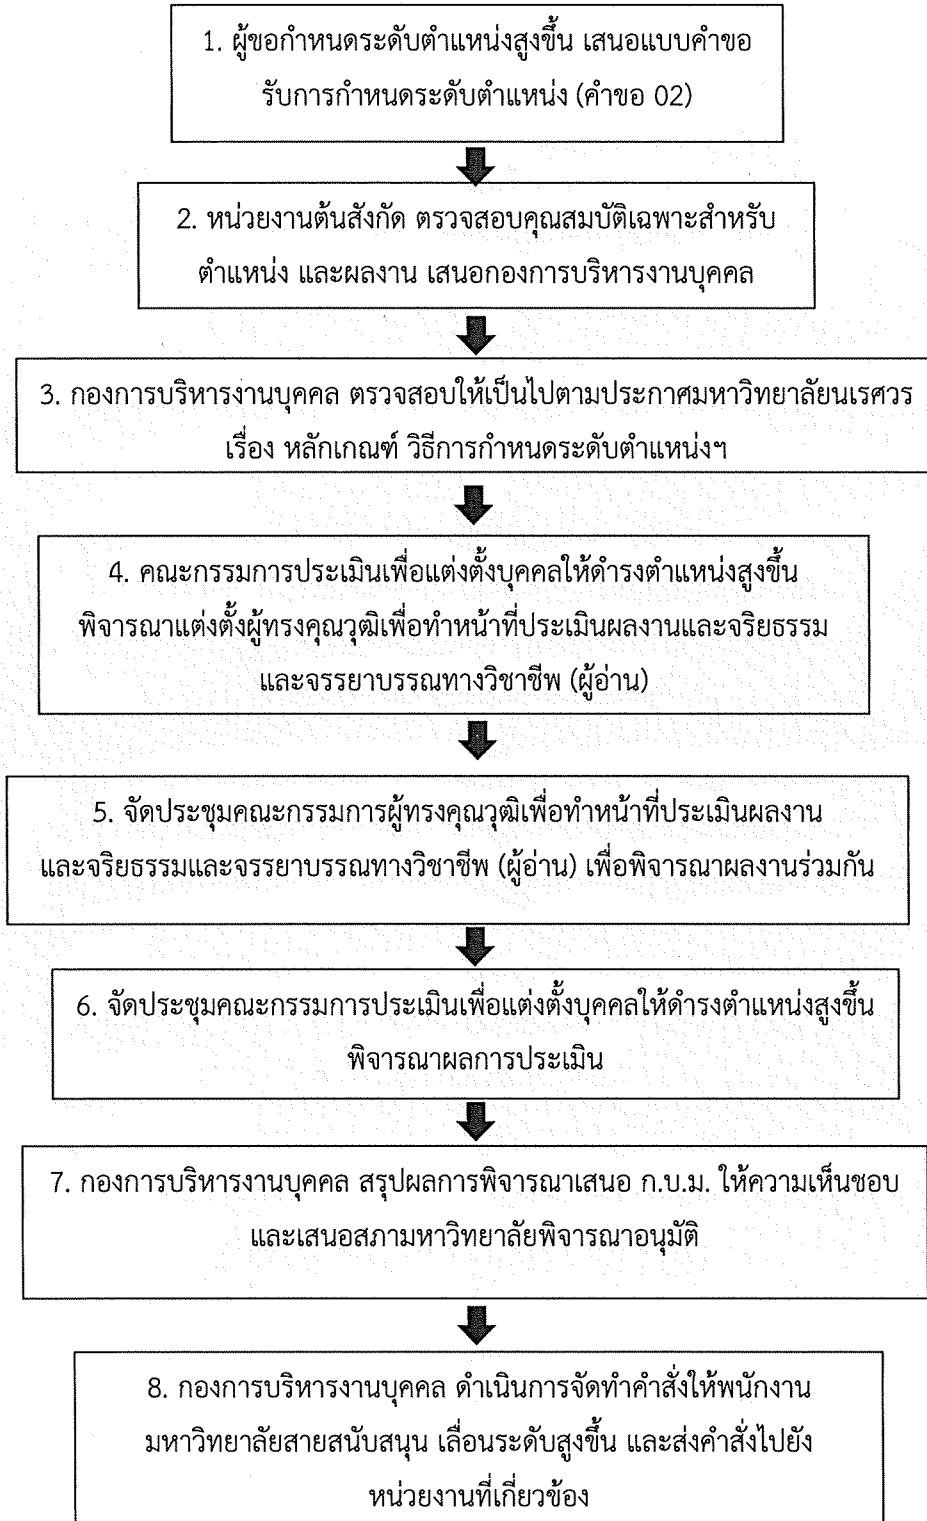 1. ผู้ขอกำหนดระดับตำแหน่งสูงขึ้น เสนอแบบคำขอ
รับการกำหนดระดับตำแหน่ง (คำขอ 02)
2. หน่วยงานต้นสังกัด ตรวจสอบคุณสมบัติเฉพาะสำหรับ
ตำแหน่ง และผลงาน เสนอกองการบริหารงานบุคคล
3. กองการบริหารงานบุคคล ตรวจสอบให้เป็นไปตามประกาศมหาวิทยาลัยนเรศวร
เรื่อง หลักเกณฑ์ วิธีการกำหนดระดับตำแหน่งฯ
4. คณะกรรมการประเมินเพื่อแต่งตั้งบุคคลให้ดำรงตำแหน่งสูงขึ้น
พิจารณาแต่งตั้งผู้ทรงคุณวุฒิเพื่อทำหน้าที่ประเมินผลงานและจริยธรรม
และจรรยาบรรณทางวิชาชีพ (ผู้อ่าน)
5. จัดประชุมคณะกรรมการผู้ทรงคุณวุฒิเพื่อทำหน้าที่ประเมินผลงาน
และจริยธรรมและจรรยาบรรณทางวิชาชีพ (ผู้อ่าน) เพื่อพิจารณาผลงานร่วมกัน
6. จัดประชุมคณะกรรมการประเมินเพื่อแต่งตั้งบุคคลให้ดำรงตำแหน่งสูงขึ้น
พิจารณาผลการประเมิน
7. กองการบริหารงานบุคคล สรุปผลการพิจารณาเสนอ ก.บ.ม. ให้ความเห็นชอบ
และเสนอสภามหาวิทยาลัยพิจารณาอนุมัติ
8. กองการบริหารงานบุคคล ดำเนินการจัดทำคำสั่งให้พนักงาน
มหาวิทยาลัยสายสนับสนุน เลื่อนระดับสูงขึ้น และส่งคำสั่งไปยัง
หน่วยงานที่เกี่ยวข้อง